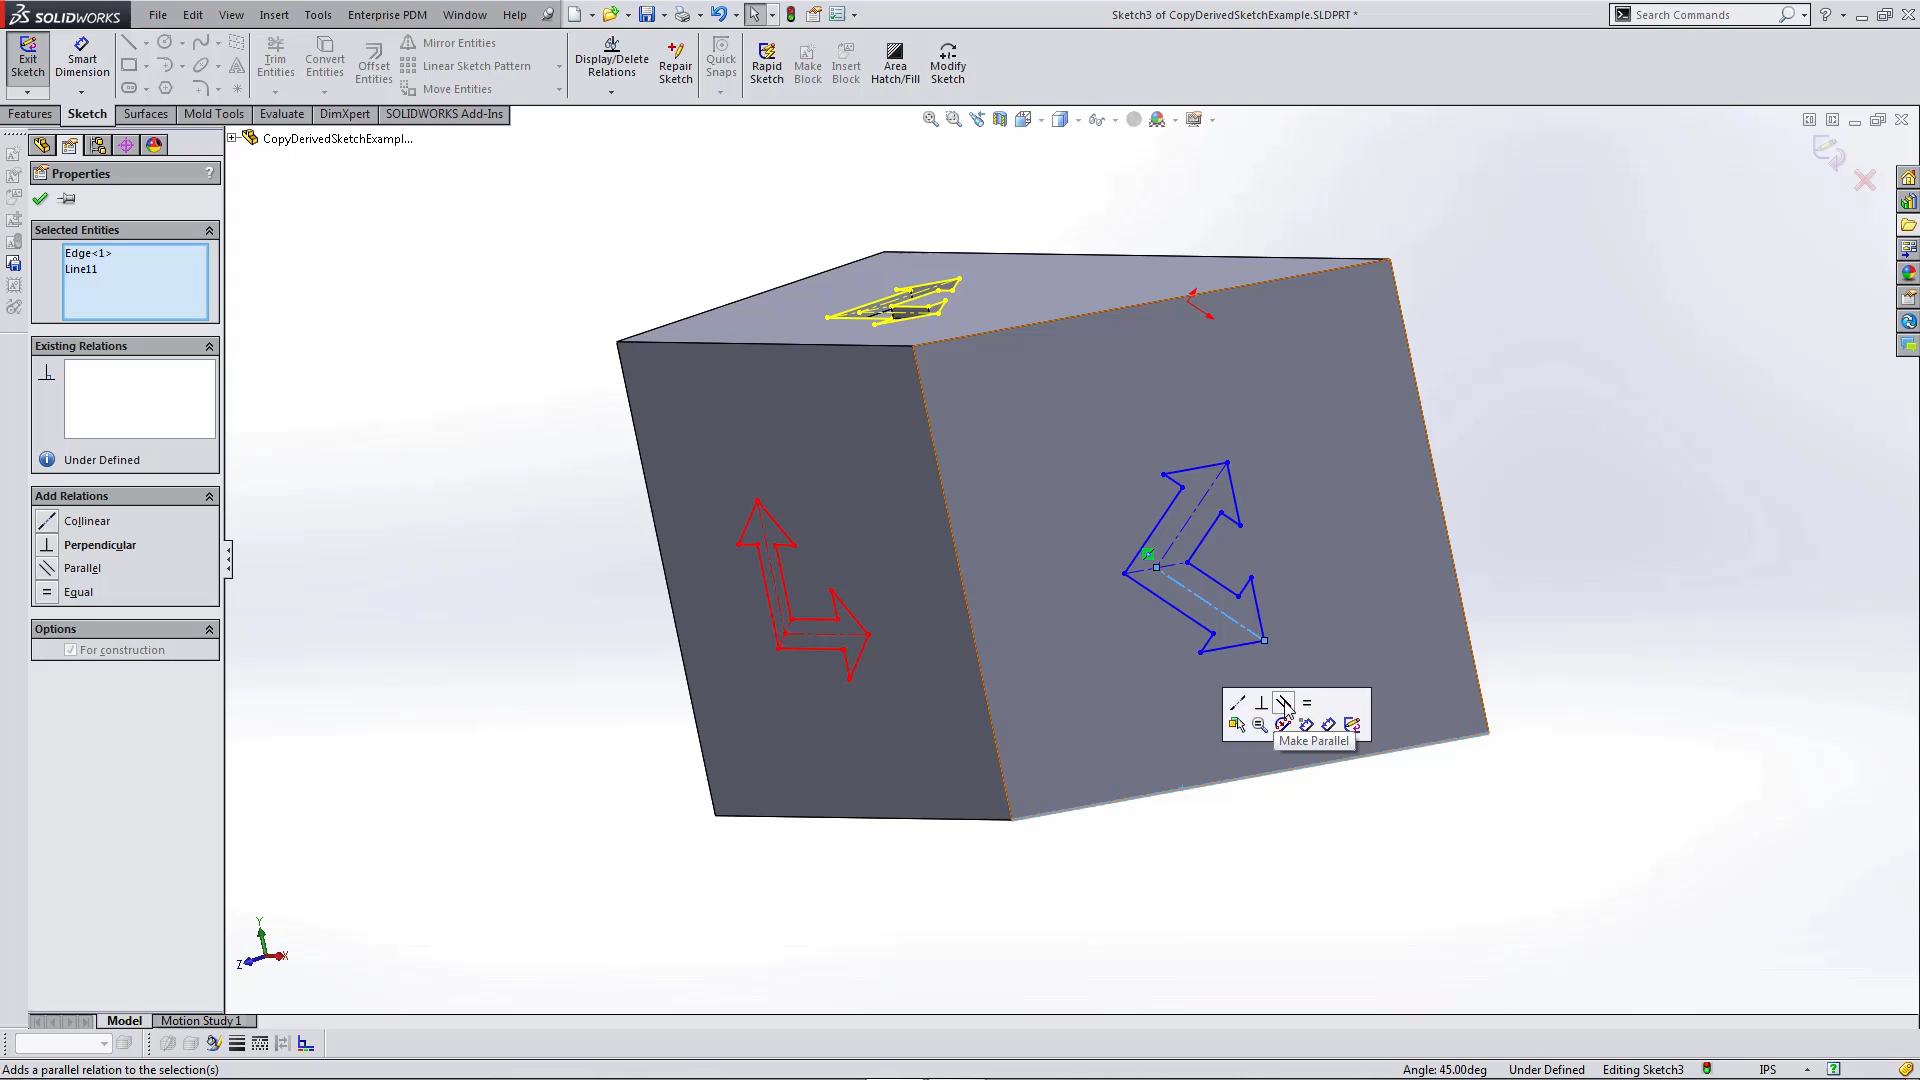 SOLIDWORKS
File Edit View Insert Tools Enterprise PDM Window Help
Sketch3 of CopyDerivedSketchExample.SLDPRT *
Search Commands
Exit Sketch
Smart Dimension
Trim Entities
Convert Entities
Offset Entities
Mirror Entities
Linear Sketch Pattern
Move Entities
Display/Delete Relations
Repair Sketch
Quick Snaps
Rapid Sketch
Make Block
Insert Block
Area Hatch/Fill
Modify Sketch
Features Sketch Surfaces Mold Tools Evaluate DimXpert SOLIDWORKS Add-Ins
CopyDerivedSketchExampl...
Properties ?
Selected Entities
Edge<1>
Line11
Existing Relations
Under Defined
Add Relations
Collinear
Perpendicular
Parallel
Equal
Options
For construction
Make Parallel
Y
Z X
Model Motion Study 1
Adds a parallel relation to the selection(s)
Angle: 45.00deg Under Defined Editing Sketch3 IPS